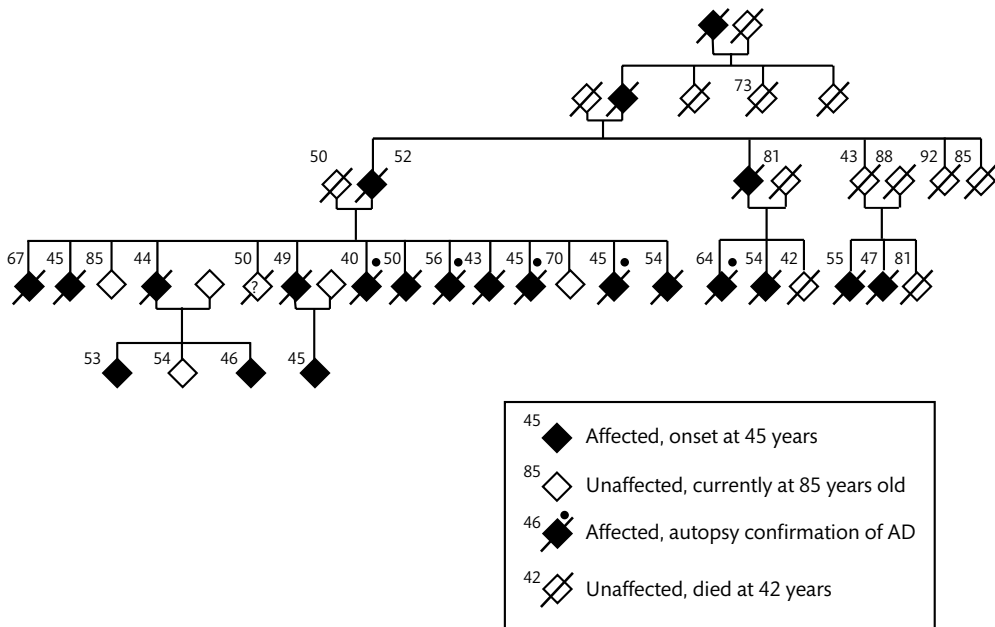 73
50 52 81 43 88 92 85
67 45 85 44 50 49 40 50 56 43 45 70 45 54 64 54 42 55 47 81
?
53 54 46 45
45 Affected, onset at 45 years
85 Unaffected, currently at 85 years old
46 Affected, autopsy confirmation of AD
42 Unaffected, died at 42 years